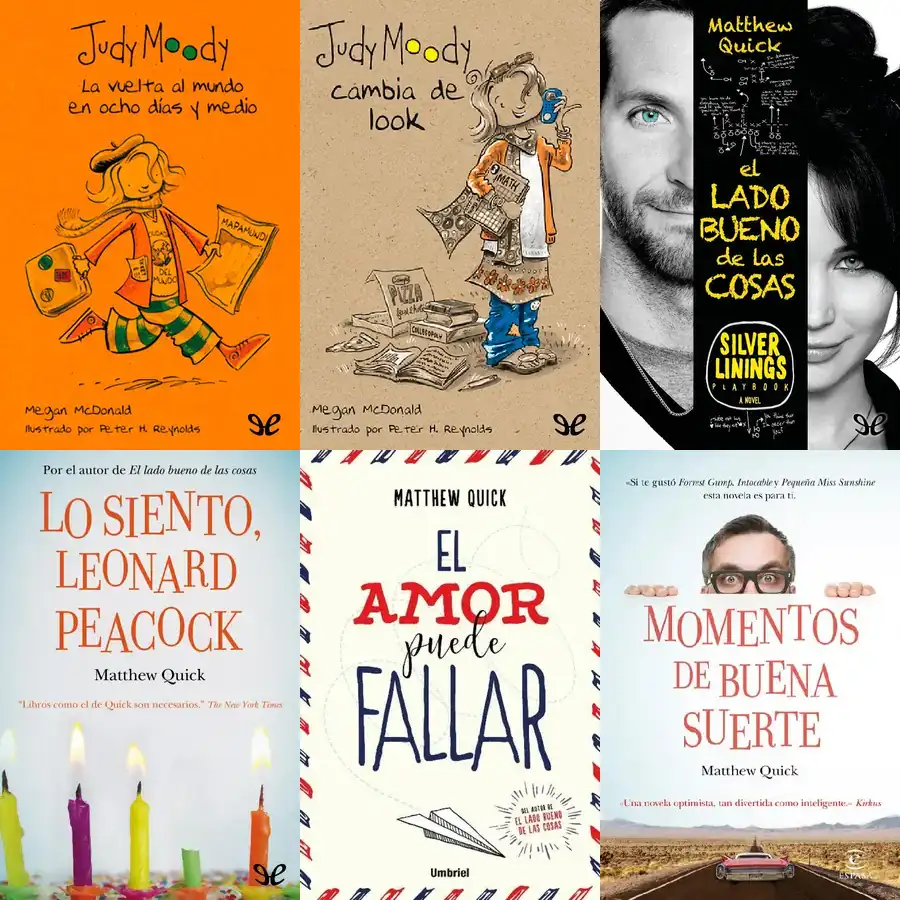 Judy Moody
La vuelta al mundo
en ocho días y medio
MAPAMUNDI
DEL
MUNDO
Megan McDonald
Ilustrado por Peter H. Reynolds
Judy Moody
cambia de
look
MATH
PIZZA
COLLEGOPOLY
Megan McDonald
Ilustrado por Peter H. Reynolds
Matthew
Quick
el
LADO
BUENO
de las
COSAS
SILVER
LININGS
PLAYBOOK
A NOVEL
Por el autor de El lado bueno de las cosas
LO SIENTO,
LEONARD
PEACOCK
Matthew Quick
“Libros como el de Quick son necesarios.” The New York Times
MATTHEW QUICK
EL
AMOR
puede
FALLAR
DEL AUTOR DE
EL LADO BUENO
DE LAS COSAS
Umbriel
«Si te gustó Forrest Gump, Intocable y Pequeña Miss Sunshine
esta novela es para ti.
MOMENTOS
DE BUENA
SUERTE
Matthew Quick
«Una novela optimista, tan divertida como inteligente.» Kirkus
ESPASA